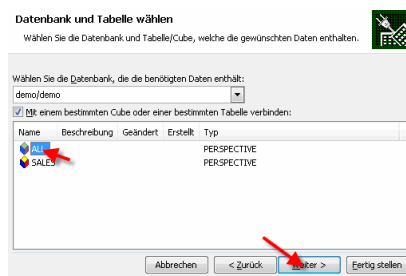 Datenbank und Tabelle wählen
Wählen Sie die Datenbank und Tabelle/Cube, welche die gewünschten Daten enthalten.
Wählen Sie die Datenbank, die die benötigten Daten enthält:
demo/demo
Mit einem bestimmten Cube oder einer bestimmten Tabelle verbinden:
Name Beschreibung Geändert Erstellt Typ
ALL PERSPECTIVE
SALES PERSPECTIVE
Abbrechen < Zurück Weiter > Fertig stellen